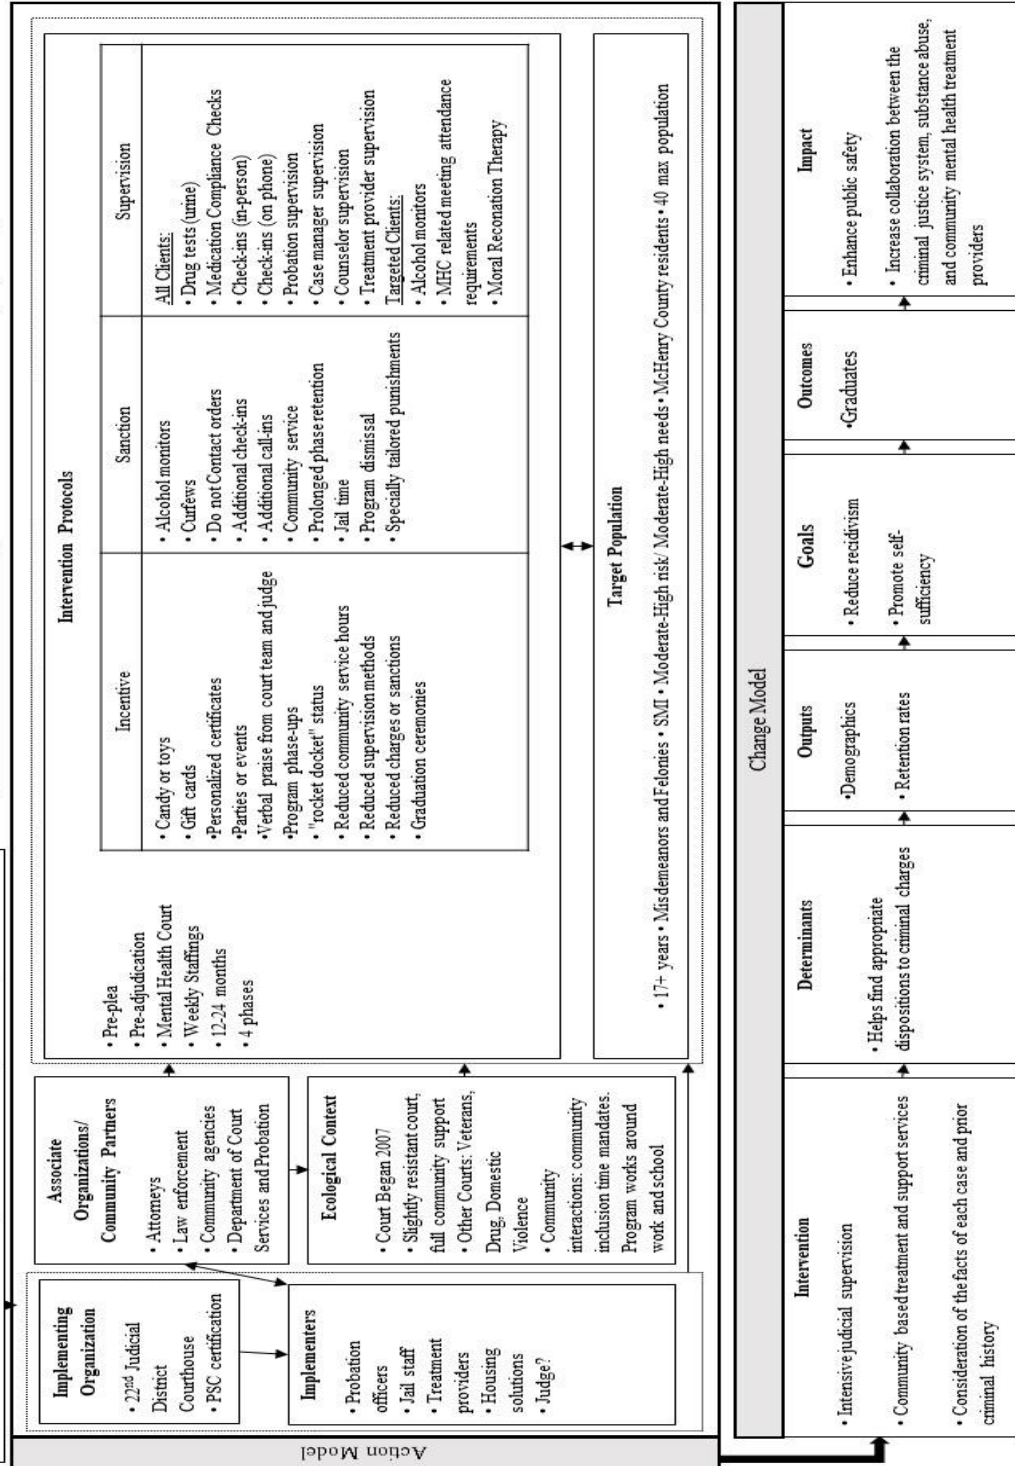 Action Model
Implementing
Organization
• 22nd Judicial
District
Courthouse
• PSC certification
Implementers
• Probation
officers
• Jail staff
• Treatment
providers
• Housing
solutions
• Judge?
Associate
Organizations/
Community Partners
• Attorneys
• Law enforcement
• Community agencies
• Department of Court
Services and Probation
Ecological Context
• Court Began 2007
• Slightly resistant court,
full community support
• Other Courts: Veterans,
Drug, Domestic
Violence
• Community
interactions: community
inclusion time mandates.
Program works around
work and school
Intervention Protocols
• Pre-plea
• Pre-adjudication
• Mental Health Court
• Weekly Staffings
• 12-24 months
• 4 phases
Incentive
• Candy or toys
• Gift cards
•Personalized certificates
•Parties or events
•Verbal praise from court team and judge
•Program phase-ups
• "rocket docket" status
• Reduced community service hours
• Reduced supervision methods
• Reduced charges or sanctions
• Graduation ceremonies
Sanction
• Alcohol monitors
• Curfews
• Do not Contact orders
• Additional check-ins
• Additional call-ins
• Community service
• Prolonged phase retention
• Jail time
• Program dismissal
• Specially tailored punishments
Supervision
All Clients:
• Drug tests (urine)
• Medication Compliance Checks
• Check-ins (in-person)
• Check-ins (on phone)
• Probation supervision
• Case manager supervision
• Counselor supervision
• Treatment provider supervision
Targeted Clients:
• Alcohol monitors
• MHC related meeting attendance
requirements
• Moral Reconation Therapy
Target Population
• 17+ years • Misdemeanors and Felonies • SMI • Moderate-High risk/ Moderate-High needs • McHenry County residents • 40 max population
Change Model
Intervention
• Intensive judicial supervision
• Community based treatment and support services
• Consideration of the facts of each case and prior
criminal history
Determinants
• Helps find appropriate
dispositions to criminal charges
Outputs
•Demographics
• Retention rates
Goals
• Reduce recidivism
• Promote self-
sufficiency
Outcomes
•Graduates
Impact
• Enhance public safety
• Increase collaboration between the
criminal justice system, substance abuse,
and community mental health treatment
providers